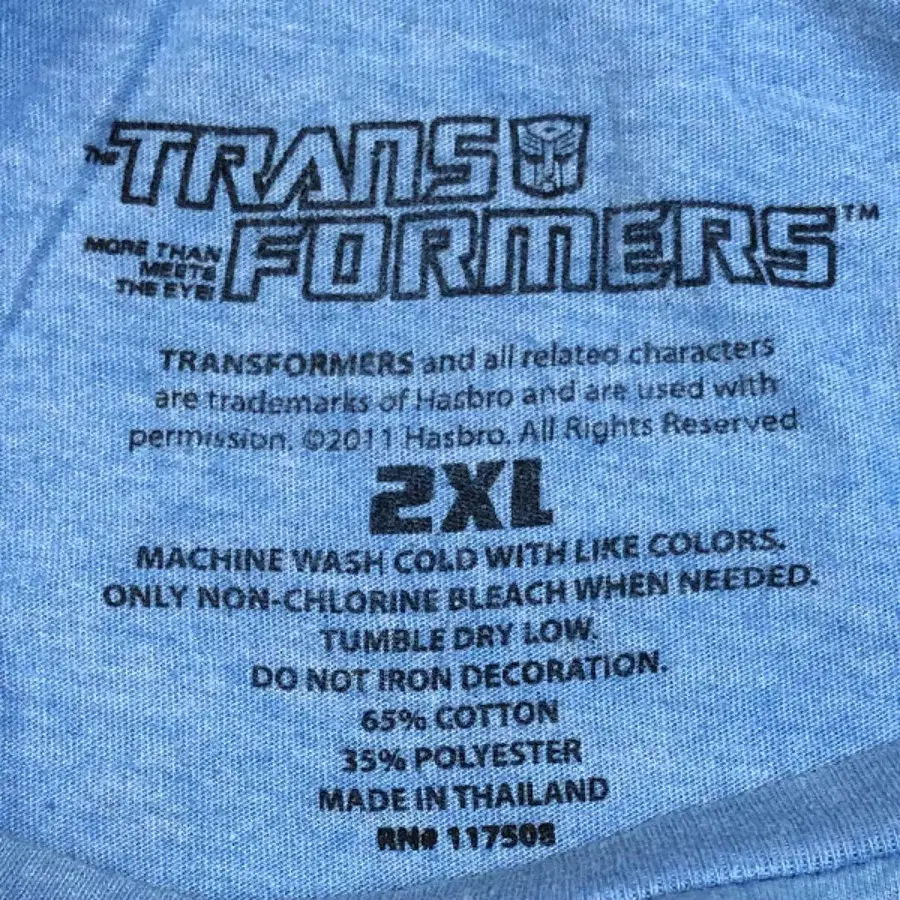 THE TRANS
MORE THAN
MEETS
THE EYE!
FORMERS™
TRANSFORMERS and all related characters
are trademarks of Hasbro and are used with
permission. ©2011 Hasbro. All Rights Reserved.
2XL
MACHINE WASH COLD WITH LIKE COLORS.
ONLY NON-CHLORINE BLEACH WHEN NEEDED.
TUMBLE DRY LOW.
DO NOT IRON DECORATION.
65% COTTON
35% POLYESTER
MADE IN THAILAND
RN# 117508